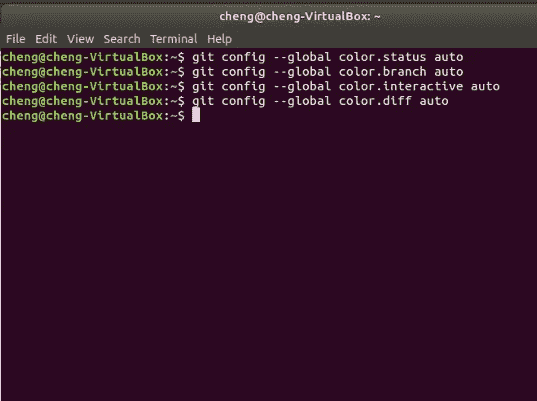 cheng@cheng-VirtualBox: ~
File Edit View Search Terminal Help
cheng@cheng-VirtualBox:~$ git config --global color.status auto
cheng@cheng-VirtualBox:~$ git config --global color.branch auto
cheng@cheng-VirtualBox:~$ git config --global color.interactive auto
cheng@cheng-VirtualBox:~$ git config --global color.diff auto
cheng@cheng-VirtualBox:~$